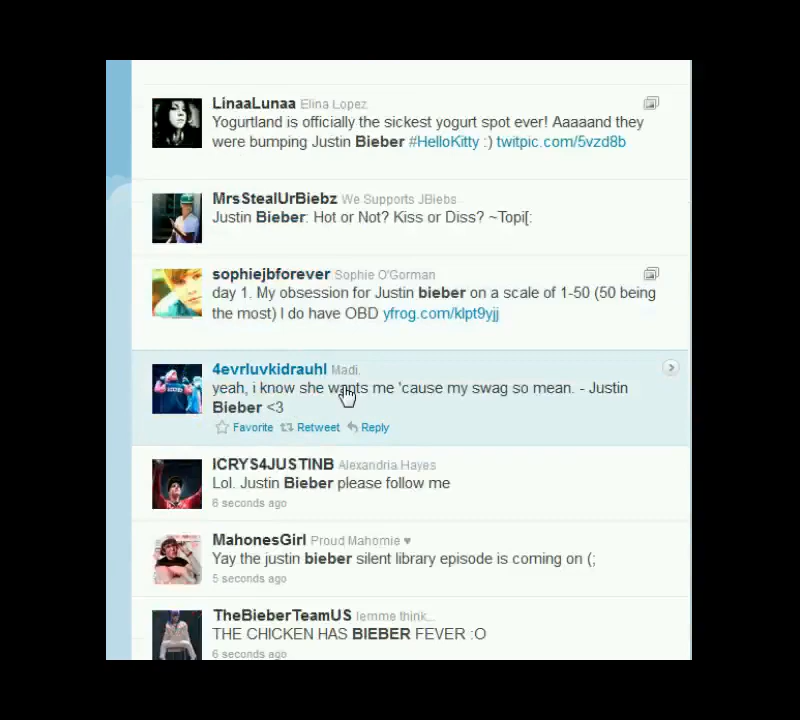 LinaaLunaa Elina Lopez
Yogurtland is officially the sickest yogurt spot ever! Aaaaand they
were bumping Justin Bieber #HelloKitty :) twitpic.com/5vzd8b
MrsStealUrBiebz We Supports JBiebs
Justin Bieber: Hot or Not? Kiss or Diss? ~Topi[:
sophiejbforever Sophie O'Gorman
day 1. My obsession for Justin bieber on a scale of 1-50 (50 being
the most) I do have OBD yfrog.com/klpt9yjj
4evrluvkidrauhl Madi.
yeah, i know she wants me 'cause my swag so mean. - Justin
Bieber <3
Favorite Retweet Reply
ICRYS4JUSTINB Alexandria Hayes
Lol. Justin Bieber please follow me
6 seconds ago
MahonesGirl Proud Mahomie ♥
Yay the justin bieber silent library episode is coming on (;
5 seconds ago
TheBieberTeamUS lemme think...
THE CHICKEN HAS BIEBER FEVER :O
6 seconds ago